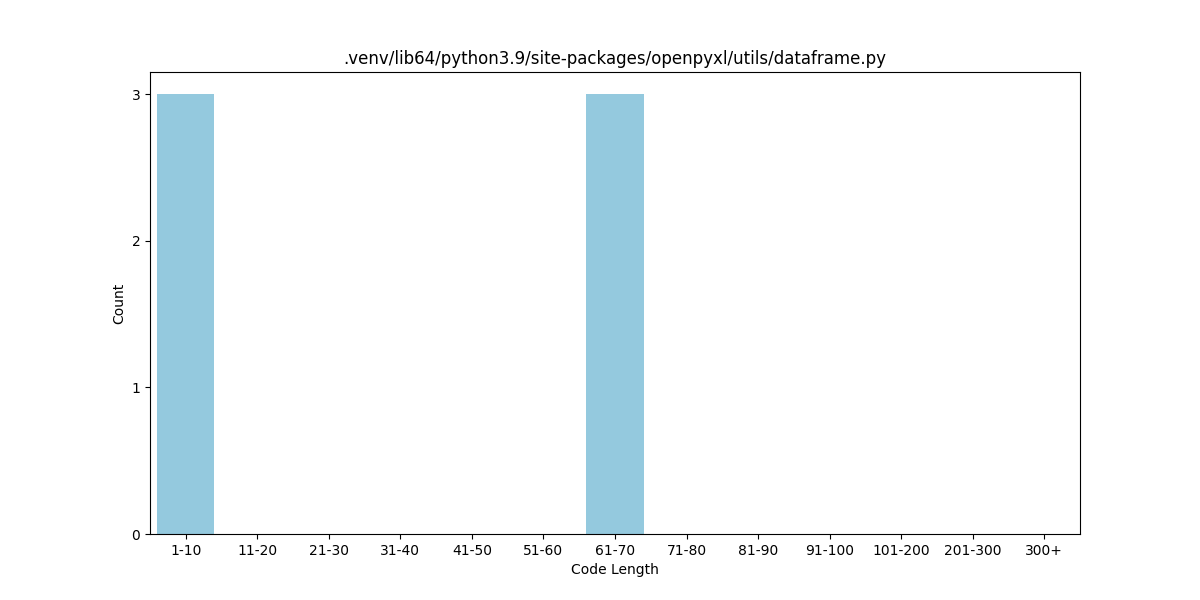 .venv/lib64/python3.9/site-packages/openpyxl/utils/dataframe.py
3
2
1
0
Count
1-10 11-20 21-30 31-40 41-50 51-60 61-70 71-80 81-90 91-100 101-200 201-300 300+
Code Length